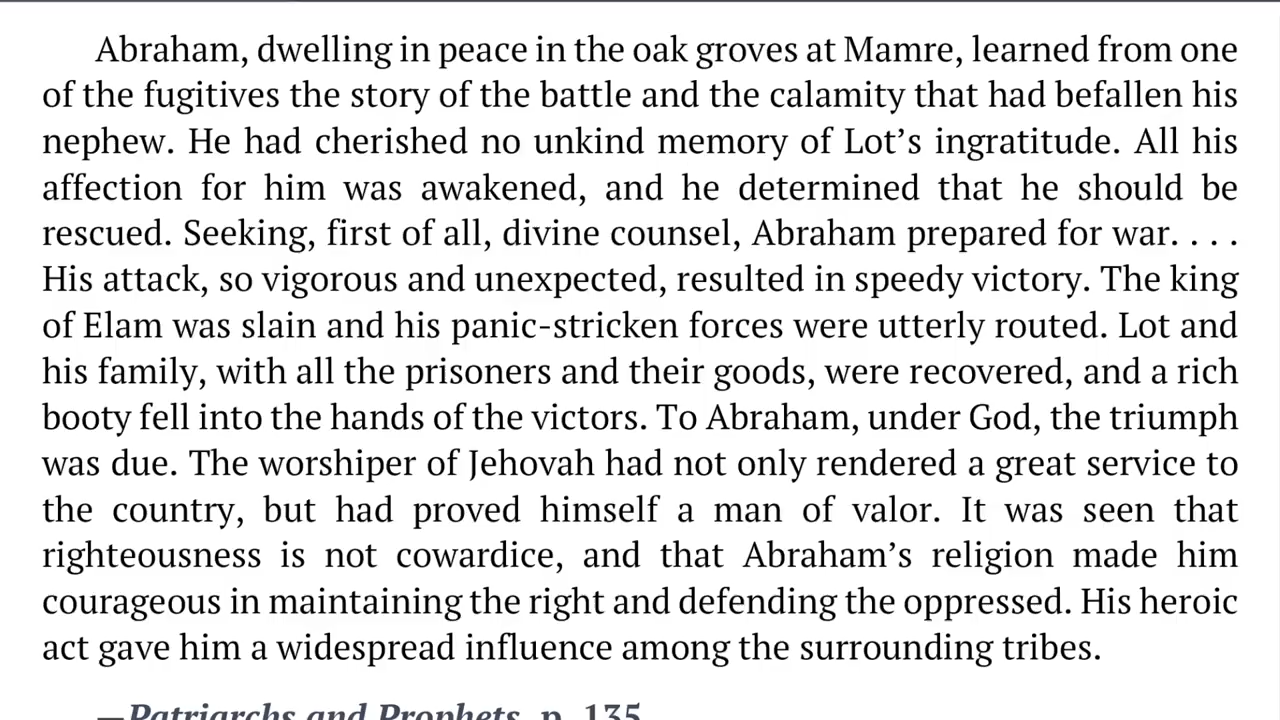 Abraham, dwelling in peace in the oak groves at Mamre, learned from one
of the fugitives the story of the battle and the calamity that had befallen his
nephew. He had cherished no unkind memory of Lot’s ingratitude. All his
affection for him was awakened, and he determined that he should be
rescued. Seeking, first of all, divine counsel, Abraham prepared for war. . . .
His attack, so vigorous and unexpected, resulted in speedy victory. The king
of Elam was slain and his panic-stricken forces were utterly routed. Lot and
his family, with all the prisoners and their goods, were recovered, and a rich
booty fell into the hands of the victors. To Abraham, under God, the triumph
was due. The worshiper of Jehovah had not only rendered a great service to
the country, but had proved himself a man of valor. It was seen that
righteousness is not cowardice, and that Abraham’s religion made him
courageous in maintaining the right and defending the oppressed. His heroic
act gave him a widespread influence among the surrounding tribes.
—Patriarchs and Prophets, p. 135